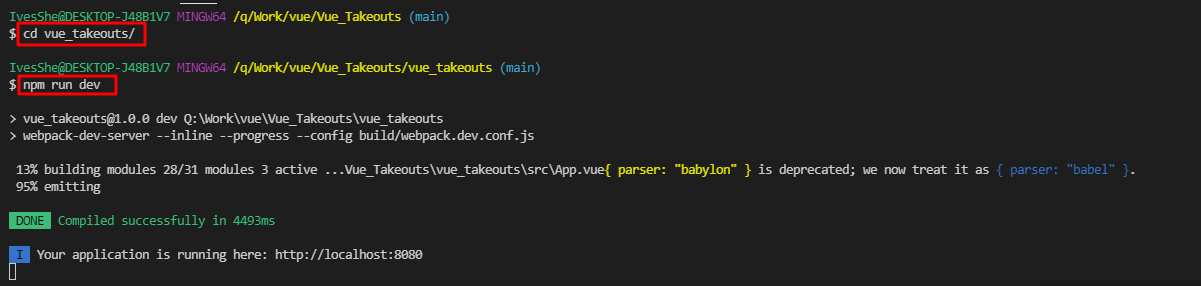 IvesShe@DESKTOP-J48B1V7 MINGW64 /q/Work/vue/Vue_Takeouts (main)
$ cd vue_takeouts/
IvesShe@DESKTOP-J48B1V7 MINGW64 /q/Work/vue/Vue_Takeouts/vue_takeouts (main)
$ npm run dev
> vue_takeouts@1.0.0 dev Q:\Work\vue\Vue_Takeouts\vue_takeouts
> webpack-dev-server --inline --progress --config build/webpack.dev.conf.js
13% building modules 28/31 modules 3 active ...Vue_Takeouts\vue_takeouts\src\App.vue{ parser: "babylon" } is deprecated; we now treat it as { parser: "babel" }.
95% emitting
DONE Compiled successfully in 4493ms
I Your application is running here: http://localhost:8080